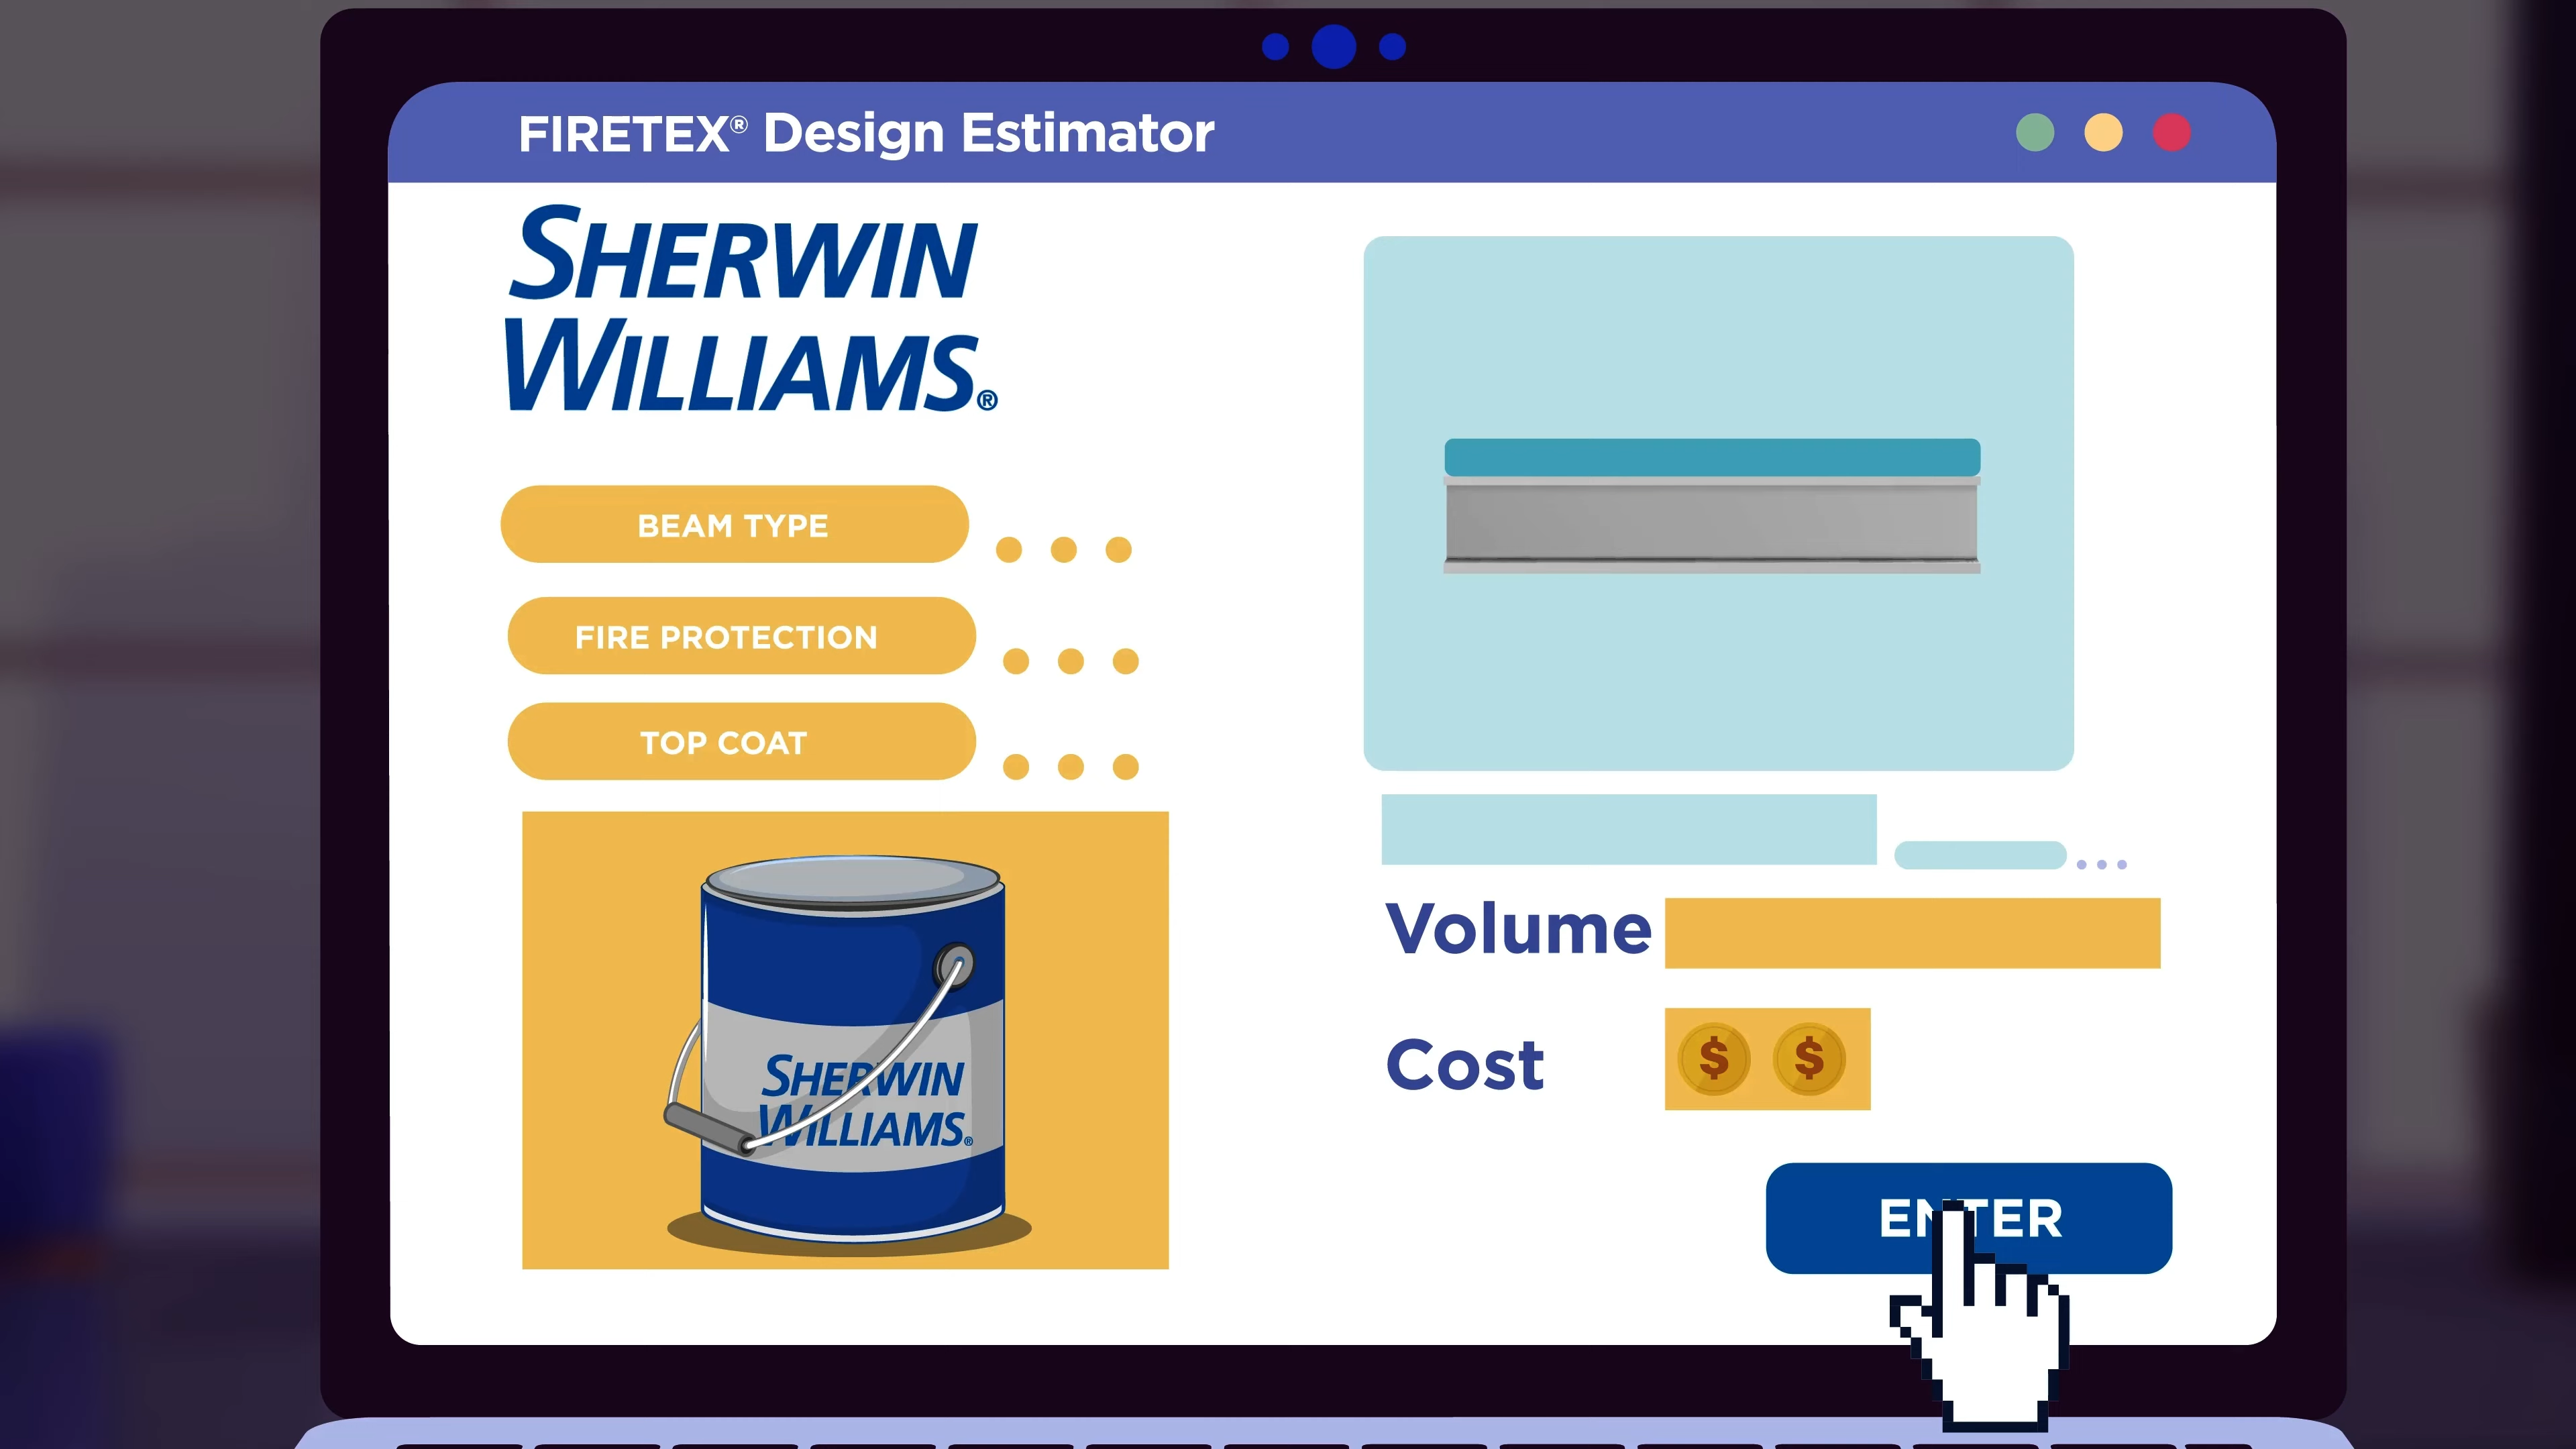 FIRETEX® Design Estimator
SHERWIN
WILLIAMS®
BEAM TYPE
FIRE PROTECTION
TOP COAT
SHERWIN
WILLIAMS®
Volume
Cost
$ $
ENTER